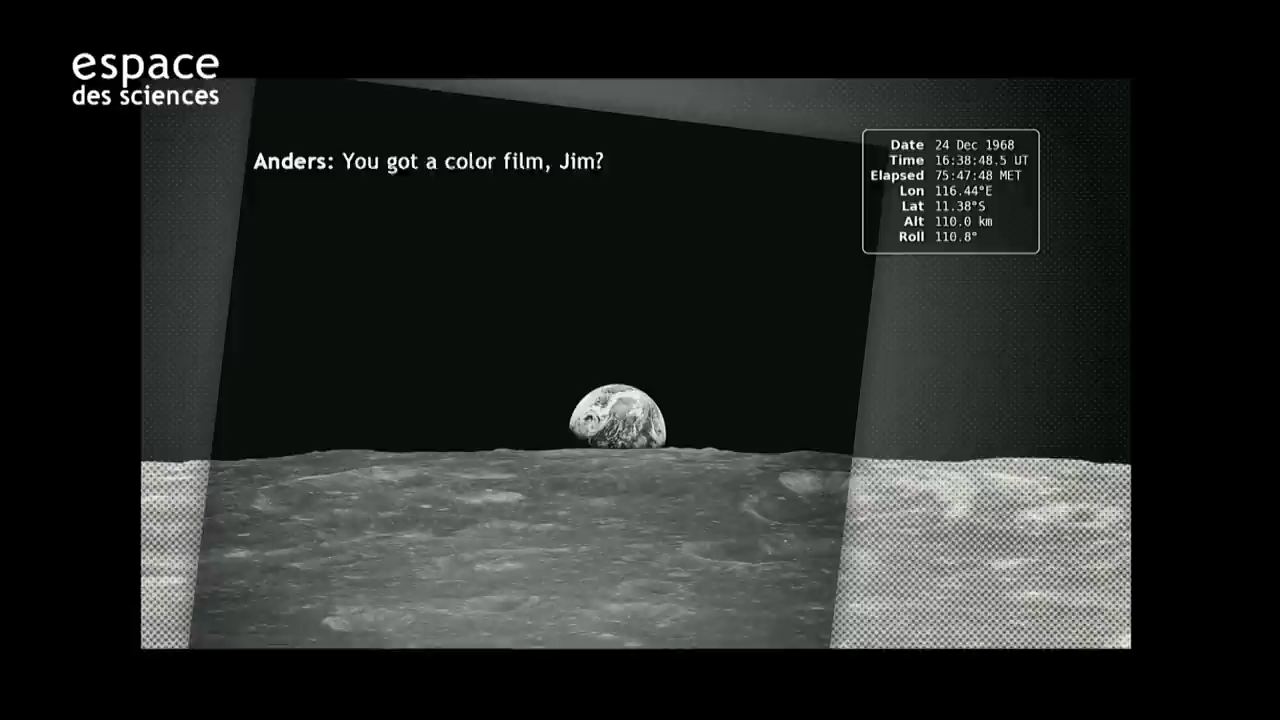 espace
des sciences
Anders: You got a color film, Jim?
Date 24 Dec 1968
Time 16:38:48.5 UT
Elapsed 75:47:48 MET
Lon 116.44°E
Lat 11.38°S
Alt 110.0 km
Roll 110.8°